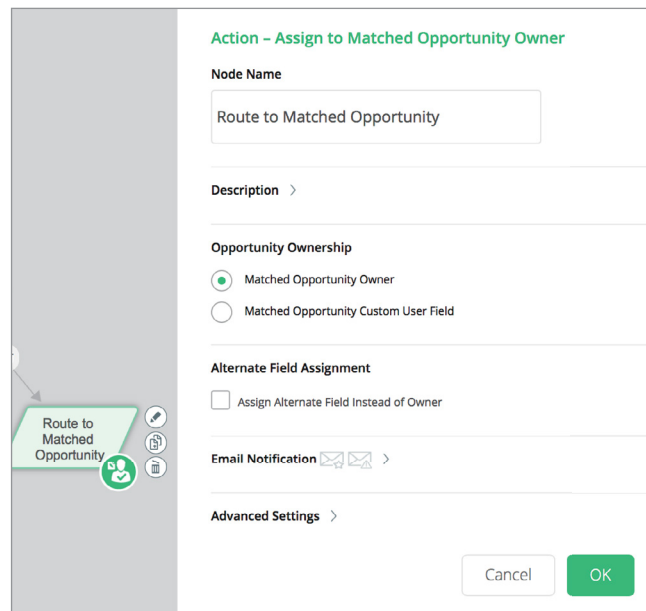 Action – Assign to Matched Opportunity Owner
Node Name
Route to Matched Opportunity
Description
Opportunity Ownership
Matched Opportunity Owner
Matched Opportunity Custom User Field
Alternate Field Assignment
Assign Alternate Field Instead of Owner
Route to
Matched
Opportunity
Email Notification
Advanced Settings
Cancel
OK